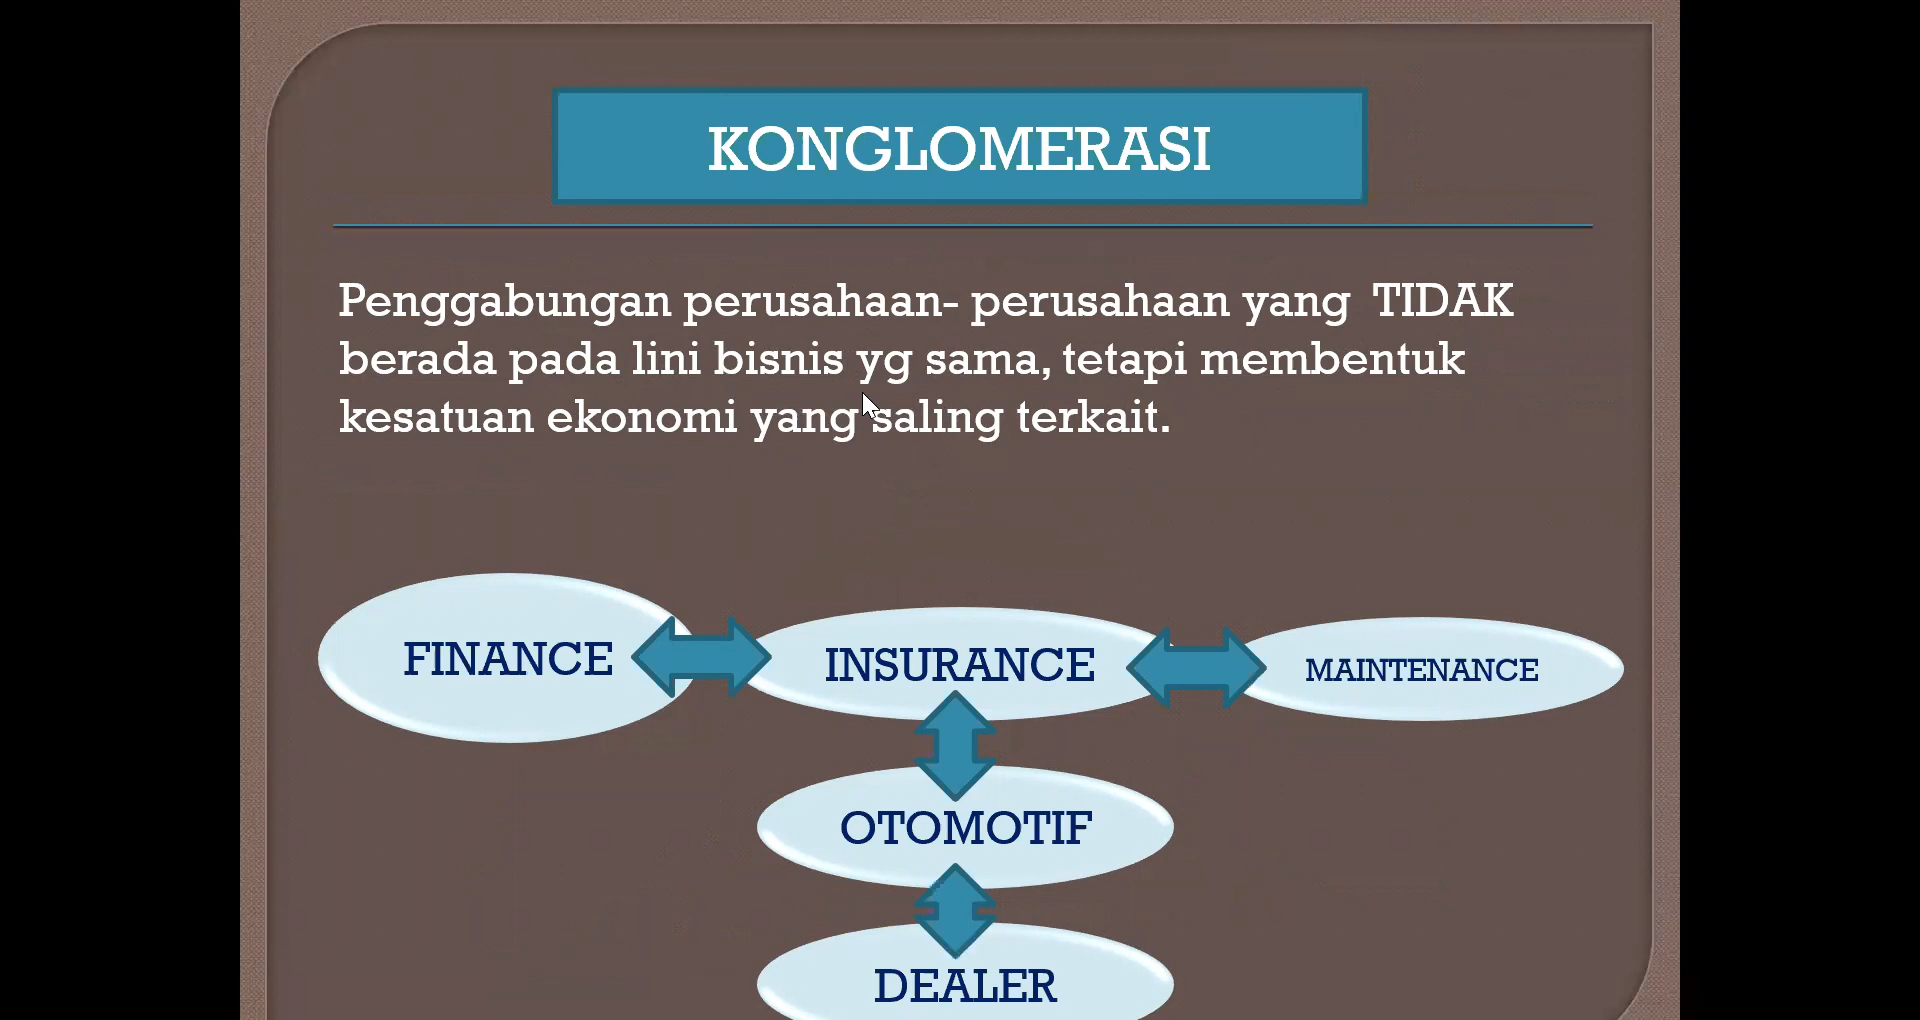 KONGLOMERASI
Penggabungan perusahaan- perusahaan yang TIDAK
berada pada lini bisnis yg sama, tetapi membentuk
kesatuan ekonomi yang saling terkait.
FINANCE
INSURANCE
MAINTENANCE
OTOMOTIF
DEALER